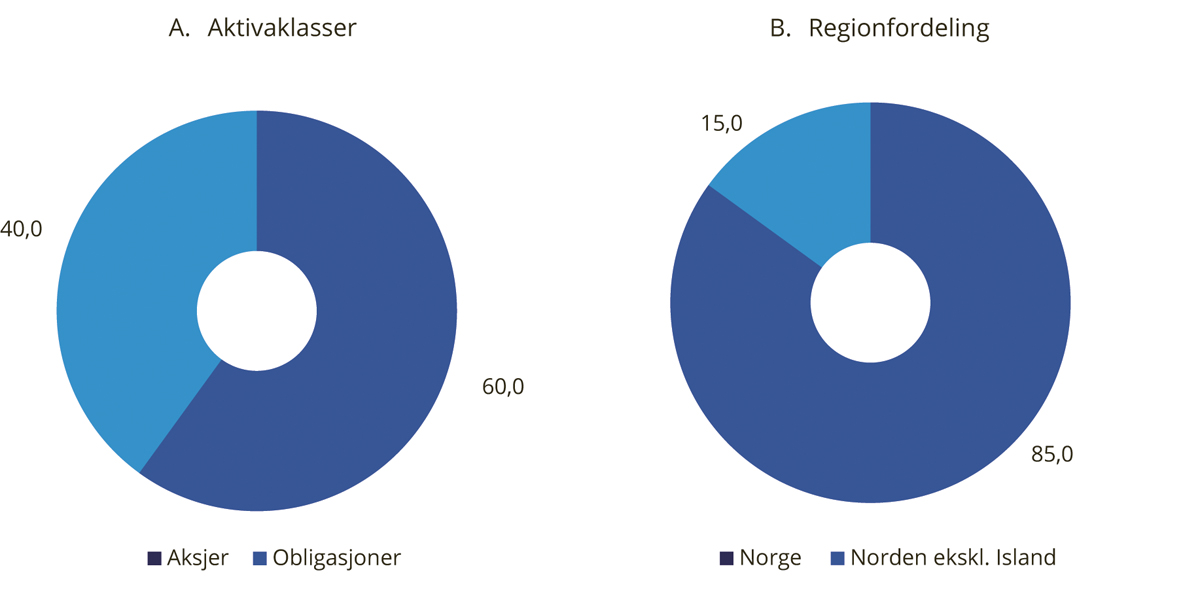 A. Aktivaklasser
40,0
60,0
Aksjer
Obligasjoner
B. Regionfordeling
15,0
85,0
Norge
Norden ekskl. Island